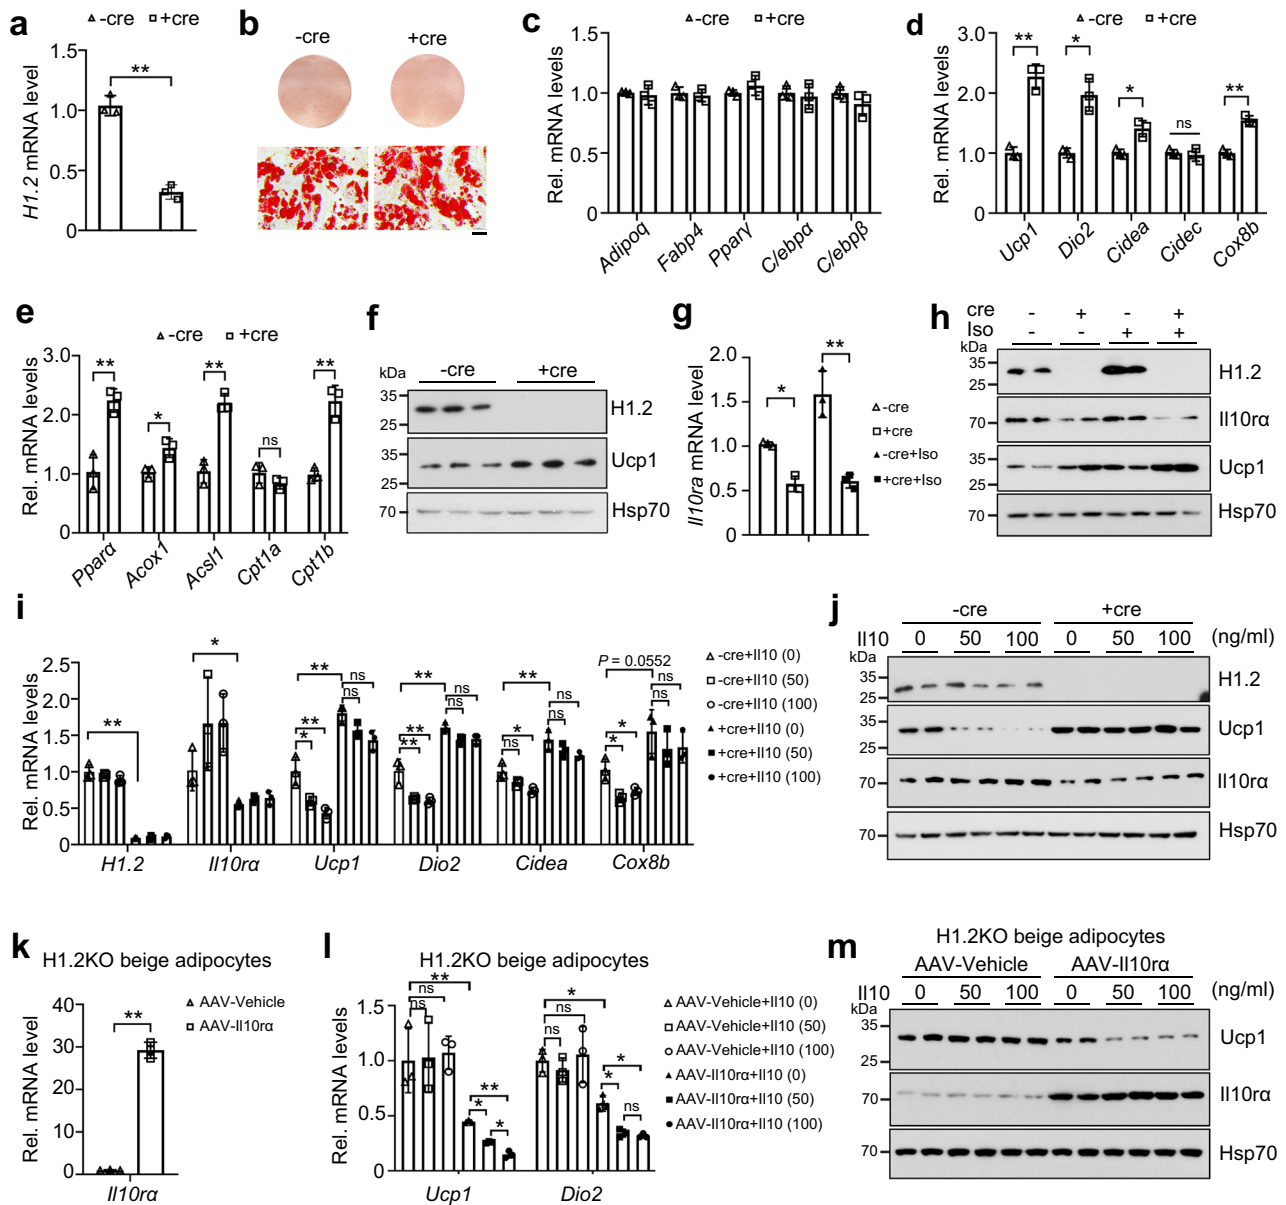 a
-cre +cre
H1.2 mRNA levels
1.5
1.0
0.5
0
**
b
-cre +cre
c
-cre +cre
Rel. mRNA levels
1.5
1.0
0.5
0
Adipoq Fabp4 Pparγ C/ebpα C/ebpβ
d
-cre +cre
Rel. mRNA levels
3.0
2.0
1.0
0
** * * ns **
Ucp1 Dio2 Cidea Cidec Cox8b
e
-cre +cre
Rel. mRNA levels
3.0
2.0
1.0
0
** * ** ns **
Pparα Acox1 Acsl1 Cpt1a Cpt1b
f
kDa -cre +cre
35
25
H1.2
35
25
Ucp1
70
Hsp70
g
Il10ra mRNA level
2.0
1.5
1.0
0.5
0
* **
-cre
+cre
-cre+Iso
+cre+Iso
h
cre - + - +
Iso - - + +
kDa
35
25
H1.2
70
Il10rα
35
25
Ucp1
70
Hsp70
i
Rel. mRNA levels
2.5
2.0
1.5
1.0
0.5
0
**
*
** ns
ns
**
*
** ns
ns
**
**
** ns
ns
*
ns
P = 0.0552 ns
ns
*
*
H1.2 Il10rα Ucp1 Dio2 Cidea Cox8b
-cre+Il10 (0)
-cre+Il10 (50)
-cre+Il10 (100)
+cre+Il10 (0)
+cre+Il10 (50)
+cre+Il10 (100)
j
-cre +cre
Il10 0 50 100 0 50 100 (ng/ml)
kDa
35
25
H1.2
35
25
Ucp1
70
Il10rα
70
Hsp70
k
H1.2KO beige adipocytes
Rel. mRNA level
40
30
20
10
0
**
Il10rα
AAV-Vehicle
AAV-Il10rα
l
H1.2KO beige adipocytes
Rel. mRNA levels
1.5
1.0
0.5
0
**
ns
ns
**
*
*
*
ns
ns
*
*
ns
Ucp1 Dio2
AAV-Vehicle+Il10 (0)
AAV-Vehicle+Il10 (50)
AAV-Vehicle+Il10 (100)
AAV-Il10rα+Il10 (0)
AAV-Il10rα+Il10 (50)
AAV-Il10rα+Il10 (100)
m
H1.2KO beige adipocytes
AAV-Vehicle AAV-Il10rα
Il10 0 50 100 0 50 100 (ng/ml)
kDa
35
25
Ucp1
70
Il10rα
70
Hsp70